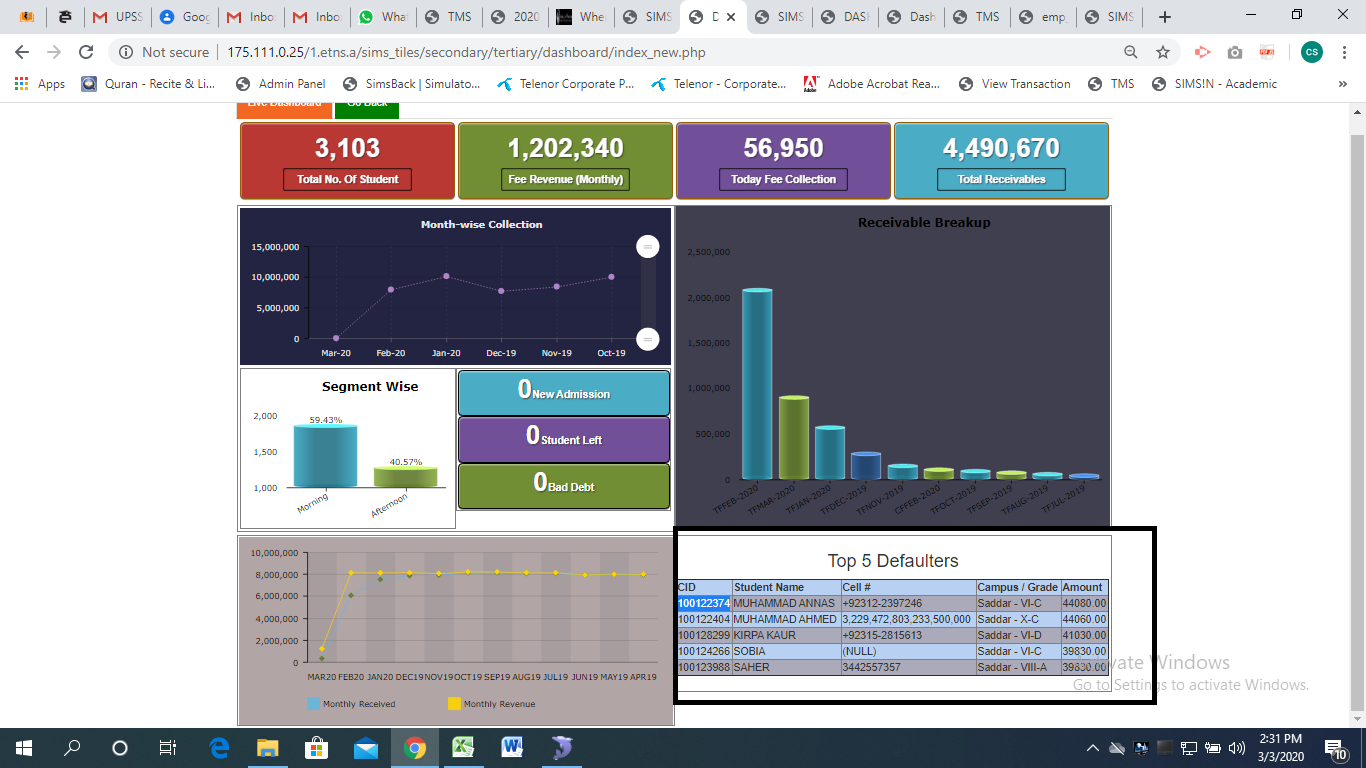 UPSS
Goog
Inbo
Inbo
Wha
TMS
2020
Whe
SIMS
D
SIMS
DASH
Dash
TMS
emp_
SIMS
Not secure
175.111.0.25/1.etns.a/sims_tiles/secondary/tertiary/dashboard/index_new.php
CS
Apps
Quran - Recite & Li...
Admin Panel
SimsBack | Simulato...
Telenor Corporate P...
Telenor - Corporate...
Adobe Acrobat Rea...
View Transaction
TMS
SIMS!N - Academic
Live Dashboard
Go Back
3,103
Total No. Of Student
1,202,340
Fee Revenue (Monthly)
56,950
Today Fee Collection
4,490,670
Total Receivables
Month-wise Collection
15,000,000
10,000,000
5,000,000
0
Mar-20 Feb-20 Jan-20 Dec-19 Nov-19 Oct-19
Receivable Breakup
2,500,000
2,000,000
1,500,000
1,000,000
500,000
0
TFFEB-2020 TFMAR-2020 TFJAN-2020 TFDEC-2019 TFNOV-2019 CFFEB-2020 TFOCT-2019 TFSEP-2019 TFAUG-2019 TFJUL-2019
Segment Wise
2,000
1,500
1,000
59.43%
40.57%
Morning
Afternoon
0 New Admission
0 Student Left
0 Bad Debt
10,000,000
8,000,000
6,000,000
4,000,000
2,000,000
0
MAR20 FEB20 JAN20 DEC19 NOV19 OCT19 SEP19 AUG19 JUL19 JUN19 MAY19 APR19
Monthly Received
Monthly Revenue
Top 5 Defaulters
CID Student Name Cell # Campus / Grade Amount
100122374 MUHAMMAD ANNAS +92312-2397246 Saddar - VI-C 44080.00
100122404 MUHAMMAD AHMED 3,229,472,803,233,500,000 Saddar - X-C 44060.00
100128299 KIRPA KAUR +92315-2815613 Saddar - VI-D 41030.00
100124266 SOBIA (NULL) Saddar - VI-C 39830.00
100123988 SAHER 3442557357 Saddar - VIII-A 39830.00
Activate Windows
Go to Settings to activate Windows.
2:31 PM
3/3/2020
10